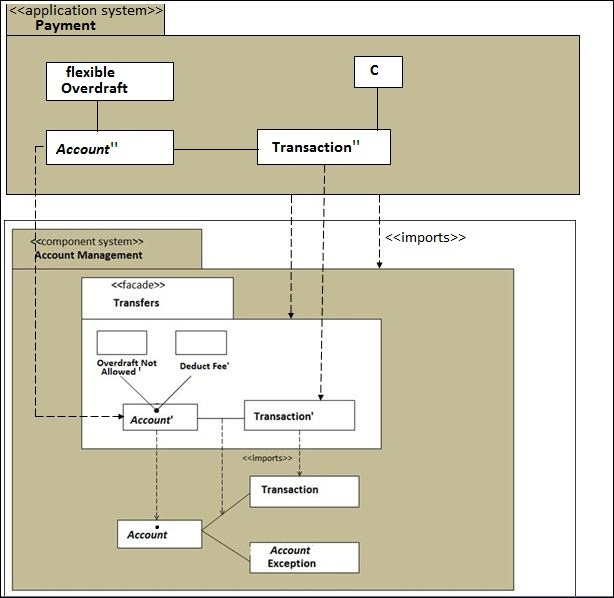 <<application system>>
Payment
flexible
Overdraft
C
Account''
Transaction''
<<imports>>
<<component system>>
Account Management
<<facade>>
Transfers
Overdraft Not
Allowed '
Deduct Fee'
Account'
Transaction'
<<imports>>
Transaction
Account
Account
Exception